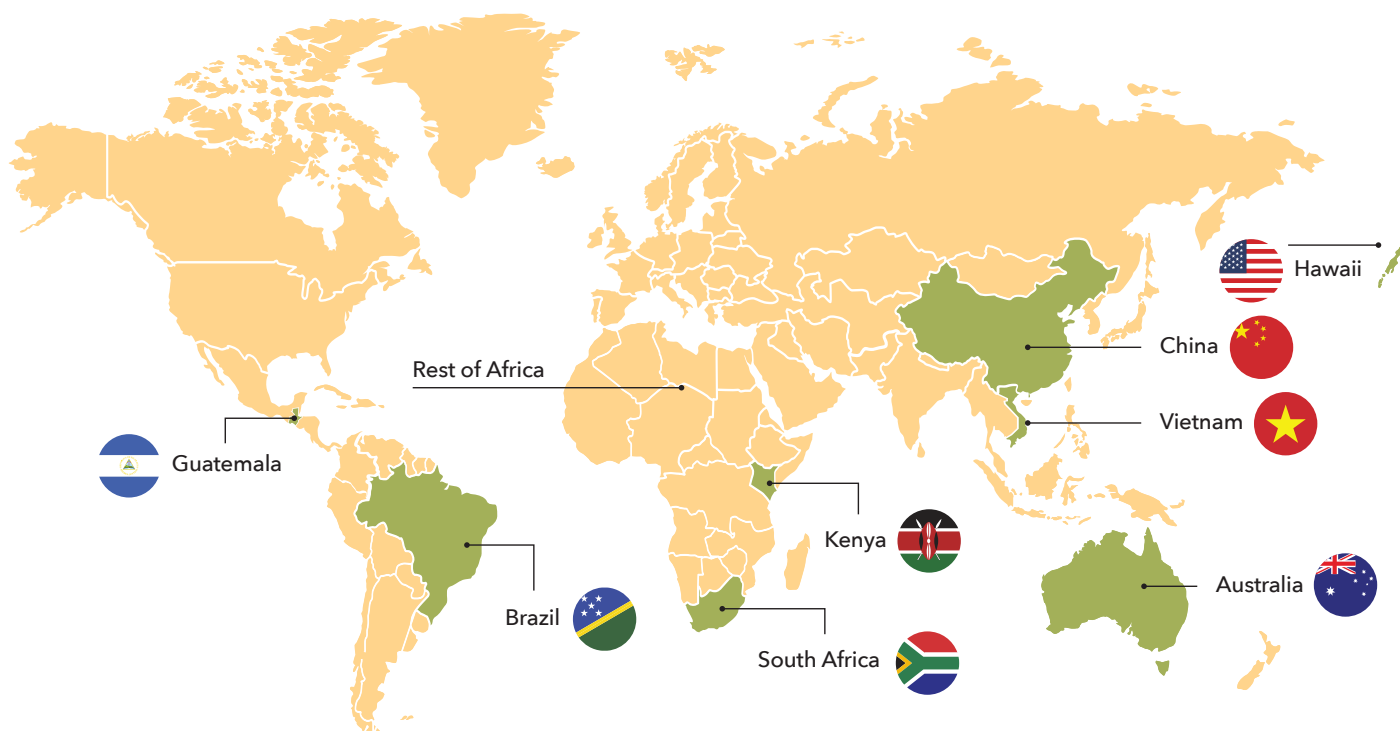 Hawaii
China
Rest of Africa
Vietnam
Guatemala
Kenya
Australia
Brazil
South Africa